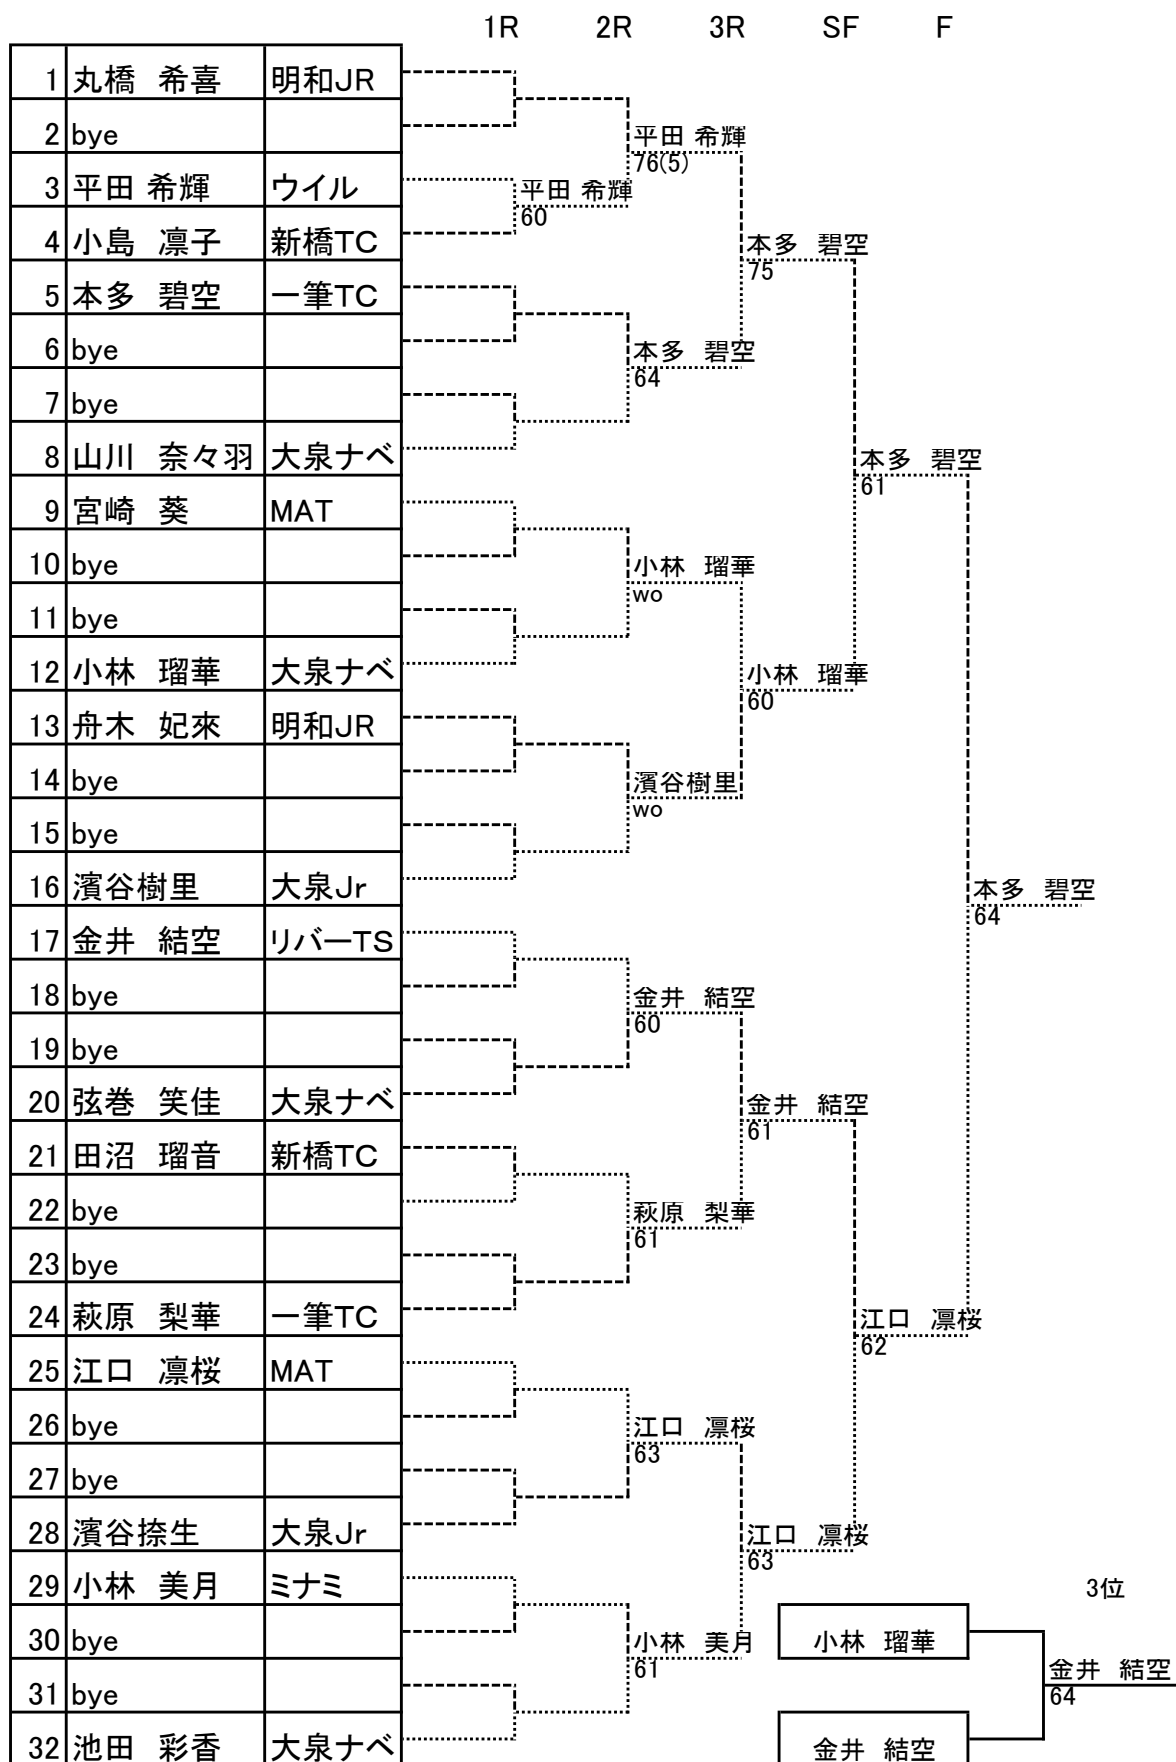 1R 2R 3R SF F
1 丸橋　希喜 明和JR
2 bye
平田 希輝
76(5)
3 平田 希輝 ウイル
平田 希輝
60
4 小島　凛子 新橋TC
本多　碧空
75
5 本多　碧空 一筆TC
6 bye
本多　碧空
64
7 bye
8 山川　奈々羽 大泉ナベ
本多　碧空
61
9 宮崎　葵 MAT
10 bye
小林　瑠華
wo
11 bye
12 小林　瑠華 大泉ナベ
小林　瑠華
60
13 舟木　妃來 明和JR
14 bye
濱谷樹里
wo
15 bye
16 濱谷樹里 大泉Jr
本多　碧空
64
17 金井　結空 リバーTS
18 bye
金井　結空
60
19 bye
20 弦巻　笑佳 大泉ナベ
金井　結空
61
21 田沼　瑠音 新橋TC
22 bye
萩原　梨華
61
23 bye
24 萩原　梨華 一筆TC
江口　凛桜
62
25 江口　凛桜 MAT
26 bye
江口　凛桜
63
27 bye
28 濱谷捺生 大泉Jr
江口　凛桜
63
29 小林　美月 ミナミ
3位
30 bye
小林　美月
61
小林　瑠華
31 bye
金井　結空
64
32 池田　彩香 大泉ナベ
金井　結空